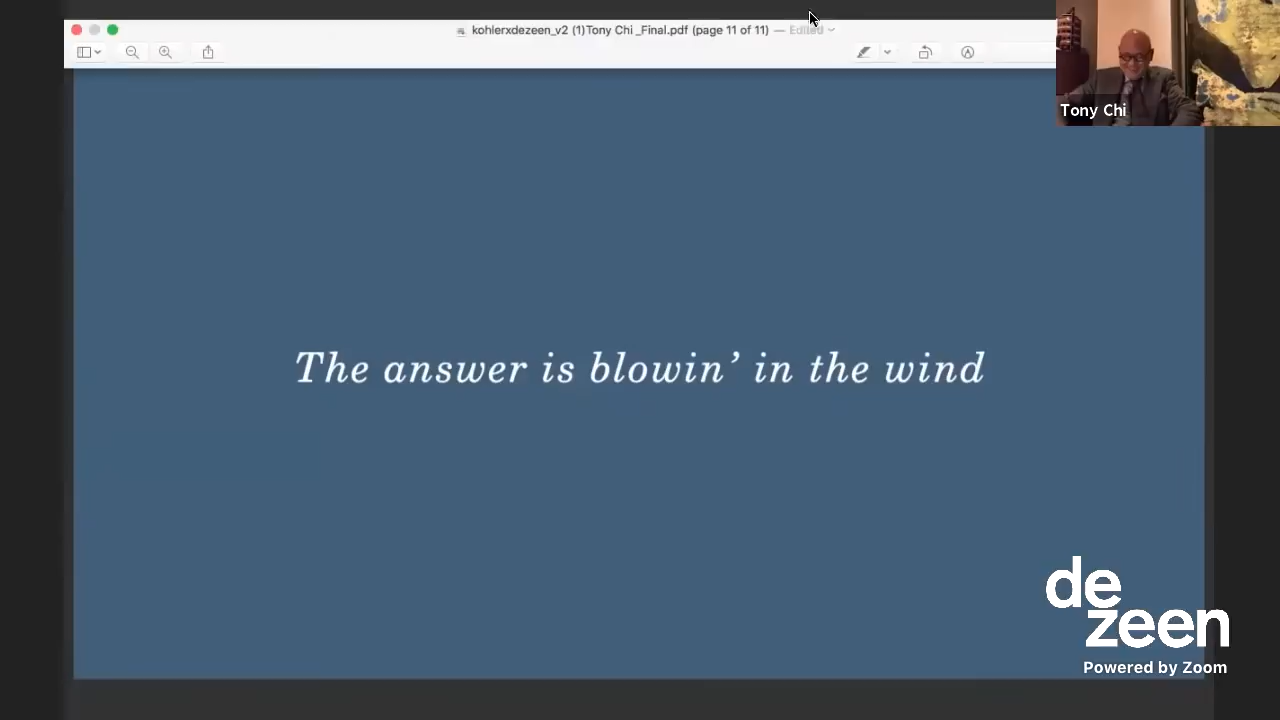 kohlerxdezeen_v2 (1)Tony Chi _Final.pdf (page 11 of 11) — Edited
Tony Chi
The answer is blowin’ in the wind
de
zeen
Powered by Zoom